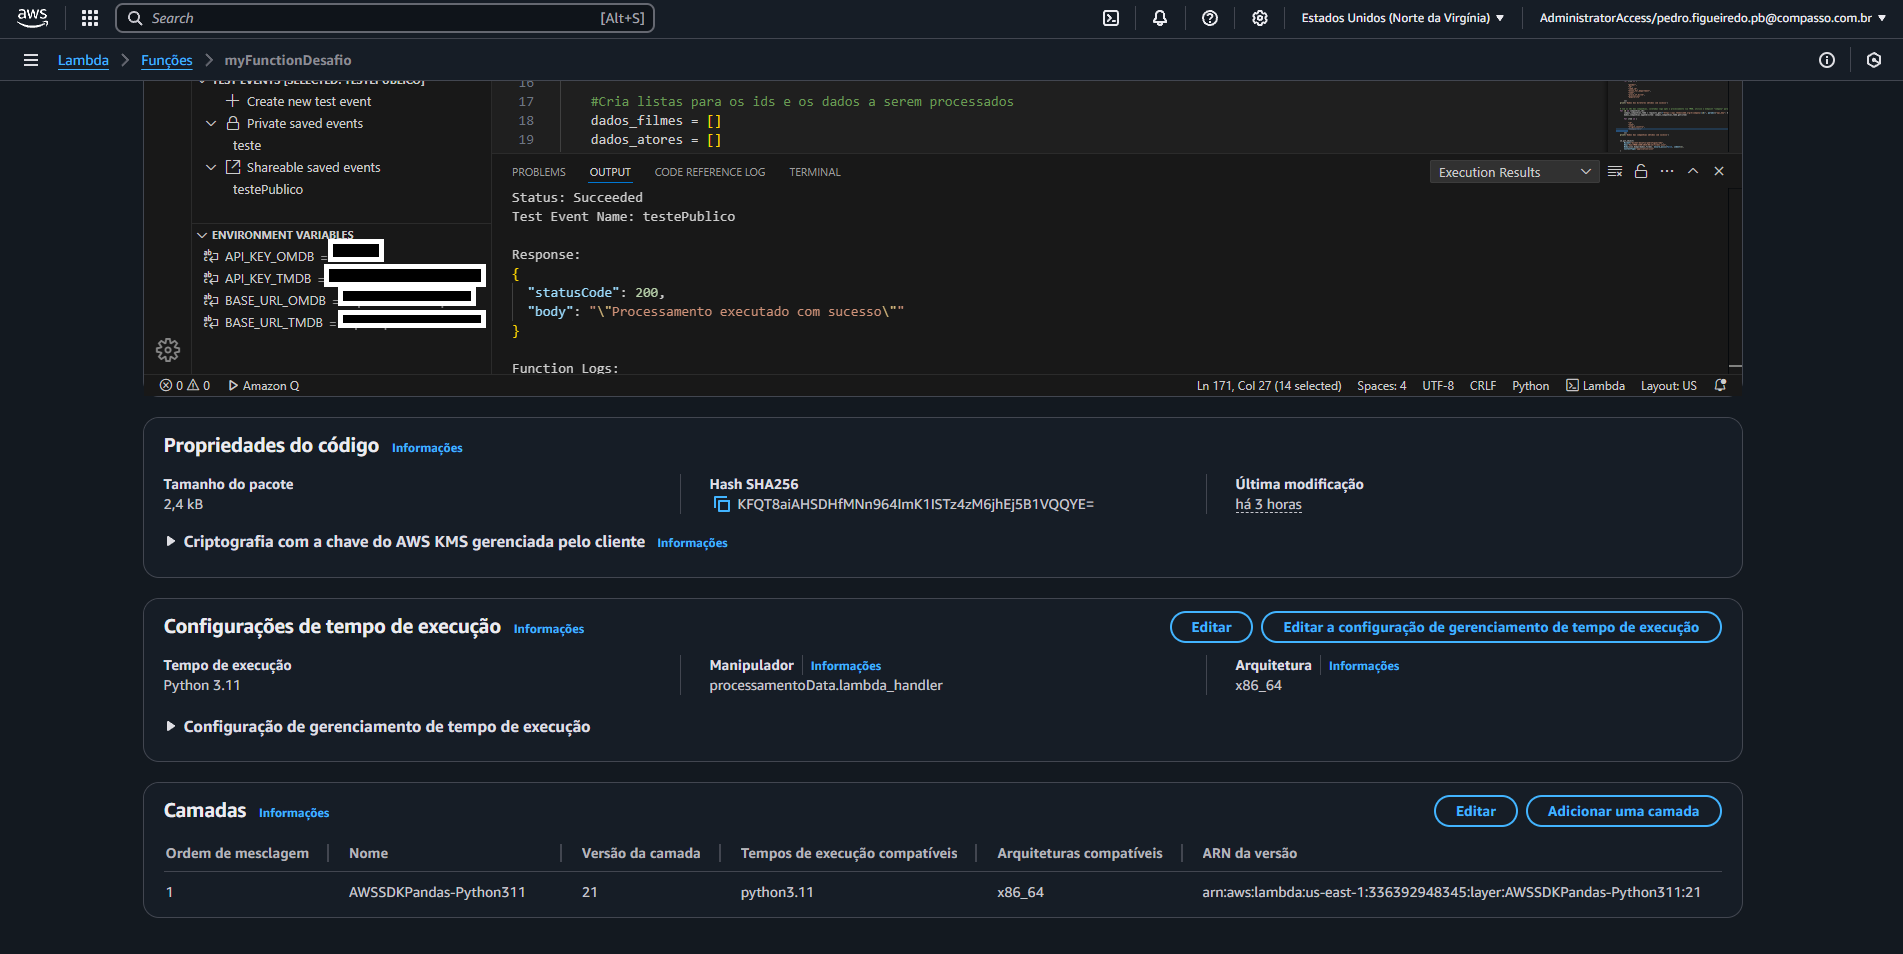 aws
Search
[Alt+S]
Estados Unidos (Norte da Virgínia)
AdministratorAccess/pedro.figueiredo.pb@compasso.com.br
Lambda
Funções
myFunctionDesafio
TEST EVENTS [SELECTED: TESTEPUBLICO]
Create new test event
Private saved events
teste
Shareable saved events
testePublico
ENVIRONMENT VARIABLES
API_KEY_OMDB =
API_KEY_TMDB =
BASE_URL_OMDB =
BASE_URL_TMDB =
16
17 #Cria listas para os ids e os dados a serem processados
18 dados_filmes = []
19 dados_atores = []
PROBLEMS
OUTPUT
CODE REFERENCE LOG
TERMINAL
Execution Results
Status: Succeeded
Test Event Name: testePublico
Response:
{
"statusCode": 200,
"body": "\"Processamento executado com sucesso\""
}
Function Logs:
0 0 Amazon Q
Ln 171, Col 27 (14 selected) Spaces: 4 UTF-8 CRLF Python Lambda Layout: US
Propriedades do código Informações
Tamanho do pacote
2,4 kB
Hash SHA256
KFQT8aiAHSDHfMNn964ImK1ISTz4zM6jhEj5B1VQQYE=
Última modificação
há 3 horas
Criptografia com a chave do AWS KMS gerenciada pelo cliente Informações
Configurações de tempo de execução Informações
Editar
Editar a configuração de gerenciamento de tempo de execução
Tempo de execução
Python 3.11
Manipulador Informações
processamentoData.lambda_handler
Arquitetura Informações
x86_64
Configuração de gerenciamento de tempo de execução
Camadas Informações
Editar
Adicionar uma camada
Ordem de mesclagem Nome Versão da camada Tempos de execução compatíveis Arquiteturas compatíveis ARN da versão
1 AWSSDKPandas-Python311 21 python3.11 x86_64 arn:aws:lambda:us-east-1:336392948345:layer:AWSSDKPandas-Python311:21